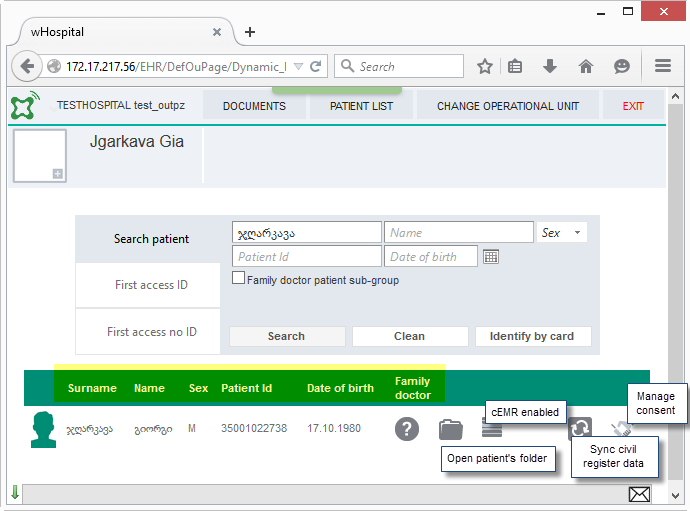 wHospital
172.17.217.56/EHR/DefOuPage/Dynamic_I
Search
TESTHOSPITAL test_outpz
DOCUMENTS
PATIENT LIST
CHANGE OPERATIONAL UNIT
EXIT
Jgarkava Gia
Search patient
ჯღარკავა
Name
Sex
Patient Id
Date of birth
Family doctor patient sub-group
First access ID
First access no ID
Search
Clean
Identify by card
Surname Name Sex Patient Id Date of birth Family doctor
ჯღარკავა გიორგი M 35001022738 17.10.1980
cEMR enabled
Manage
consent
Open patient's folder
Sync civil
register data